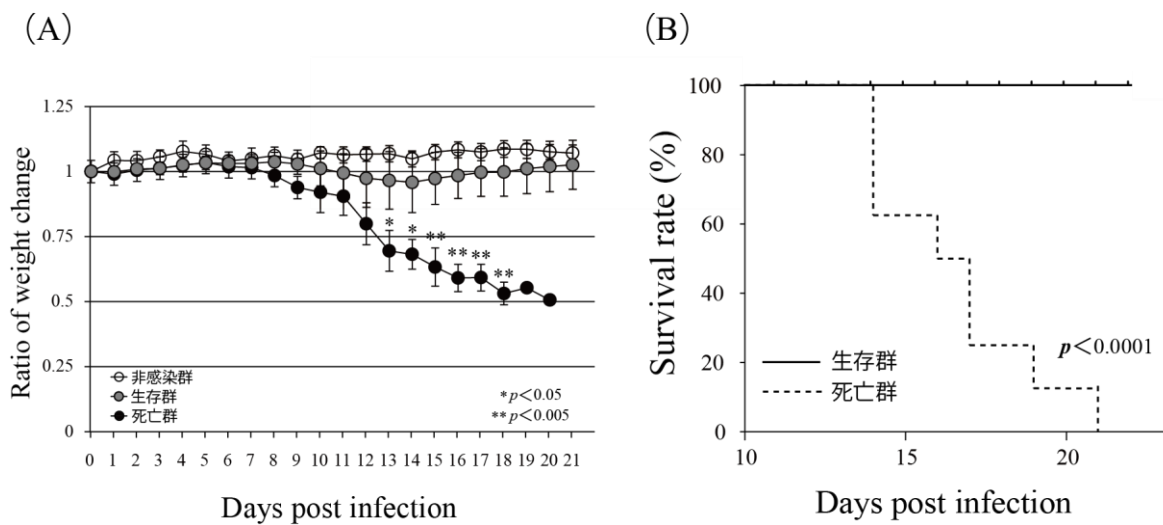 (A)
Ratio of weight change
1.25
1
0.75
0.5
0.25
0
* * ** ** ** **
非感染群
生存群
死亡群
*p<0.05
**p<0.005
0 1 2 3 4 5 6 7 8 9 10 11 12 13 14 15 16 17 18 19 20 21
Days post infection
(B)
Survival rate (%)
100
80
60
40
20
0
p<0.0001
生存群
死亡群
10 15 20
Days post infection